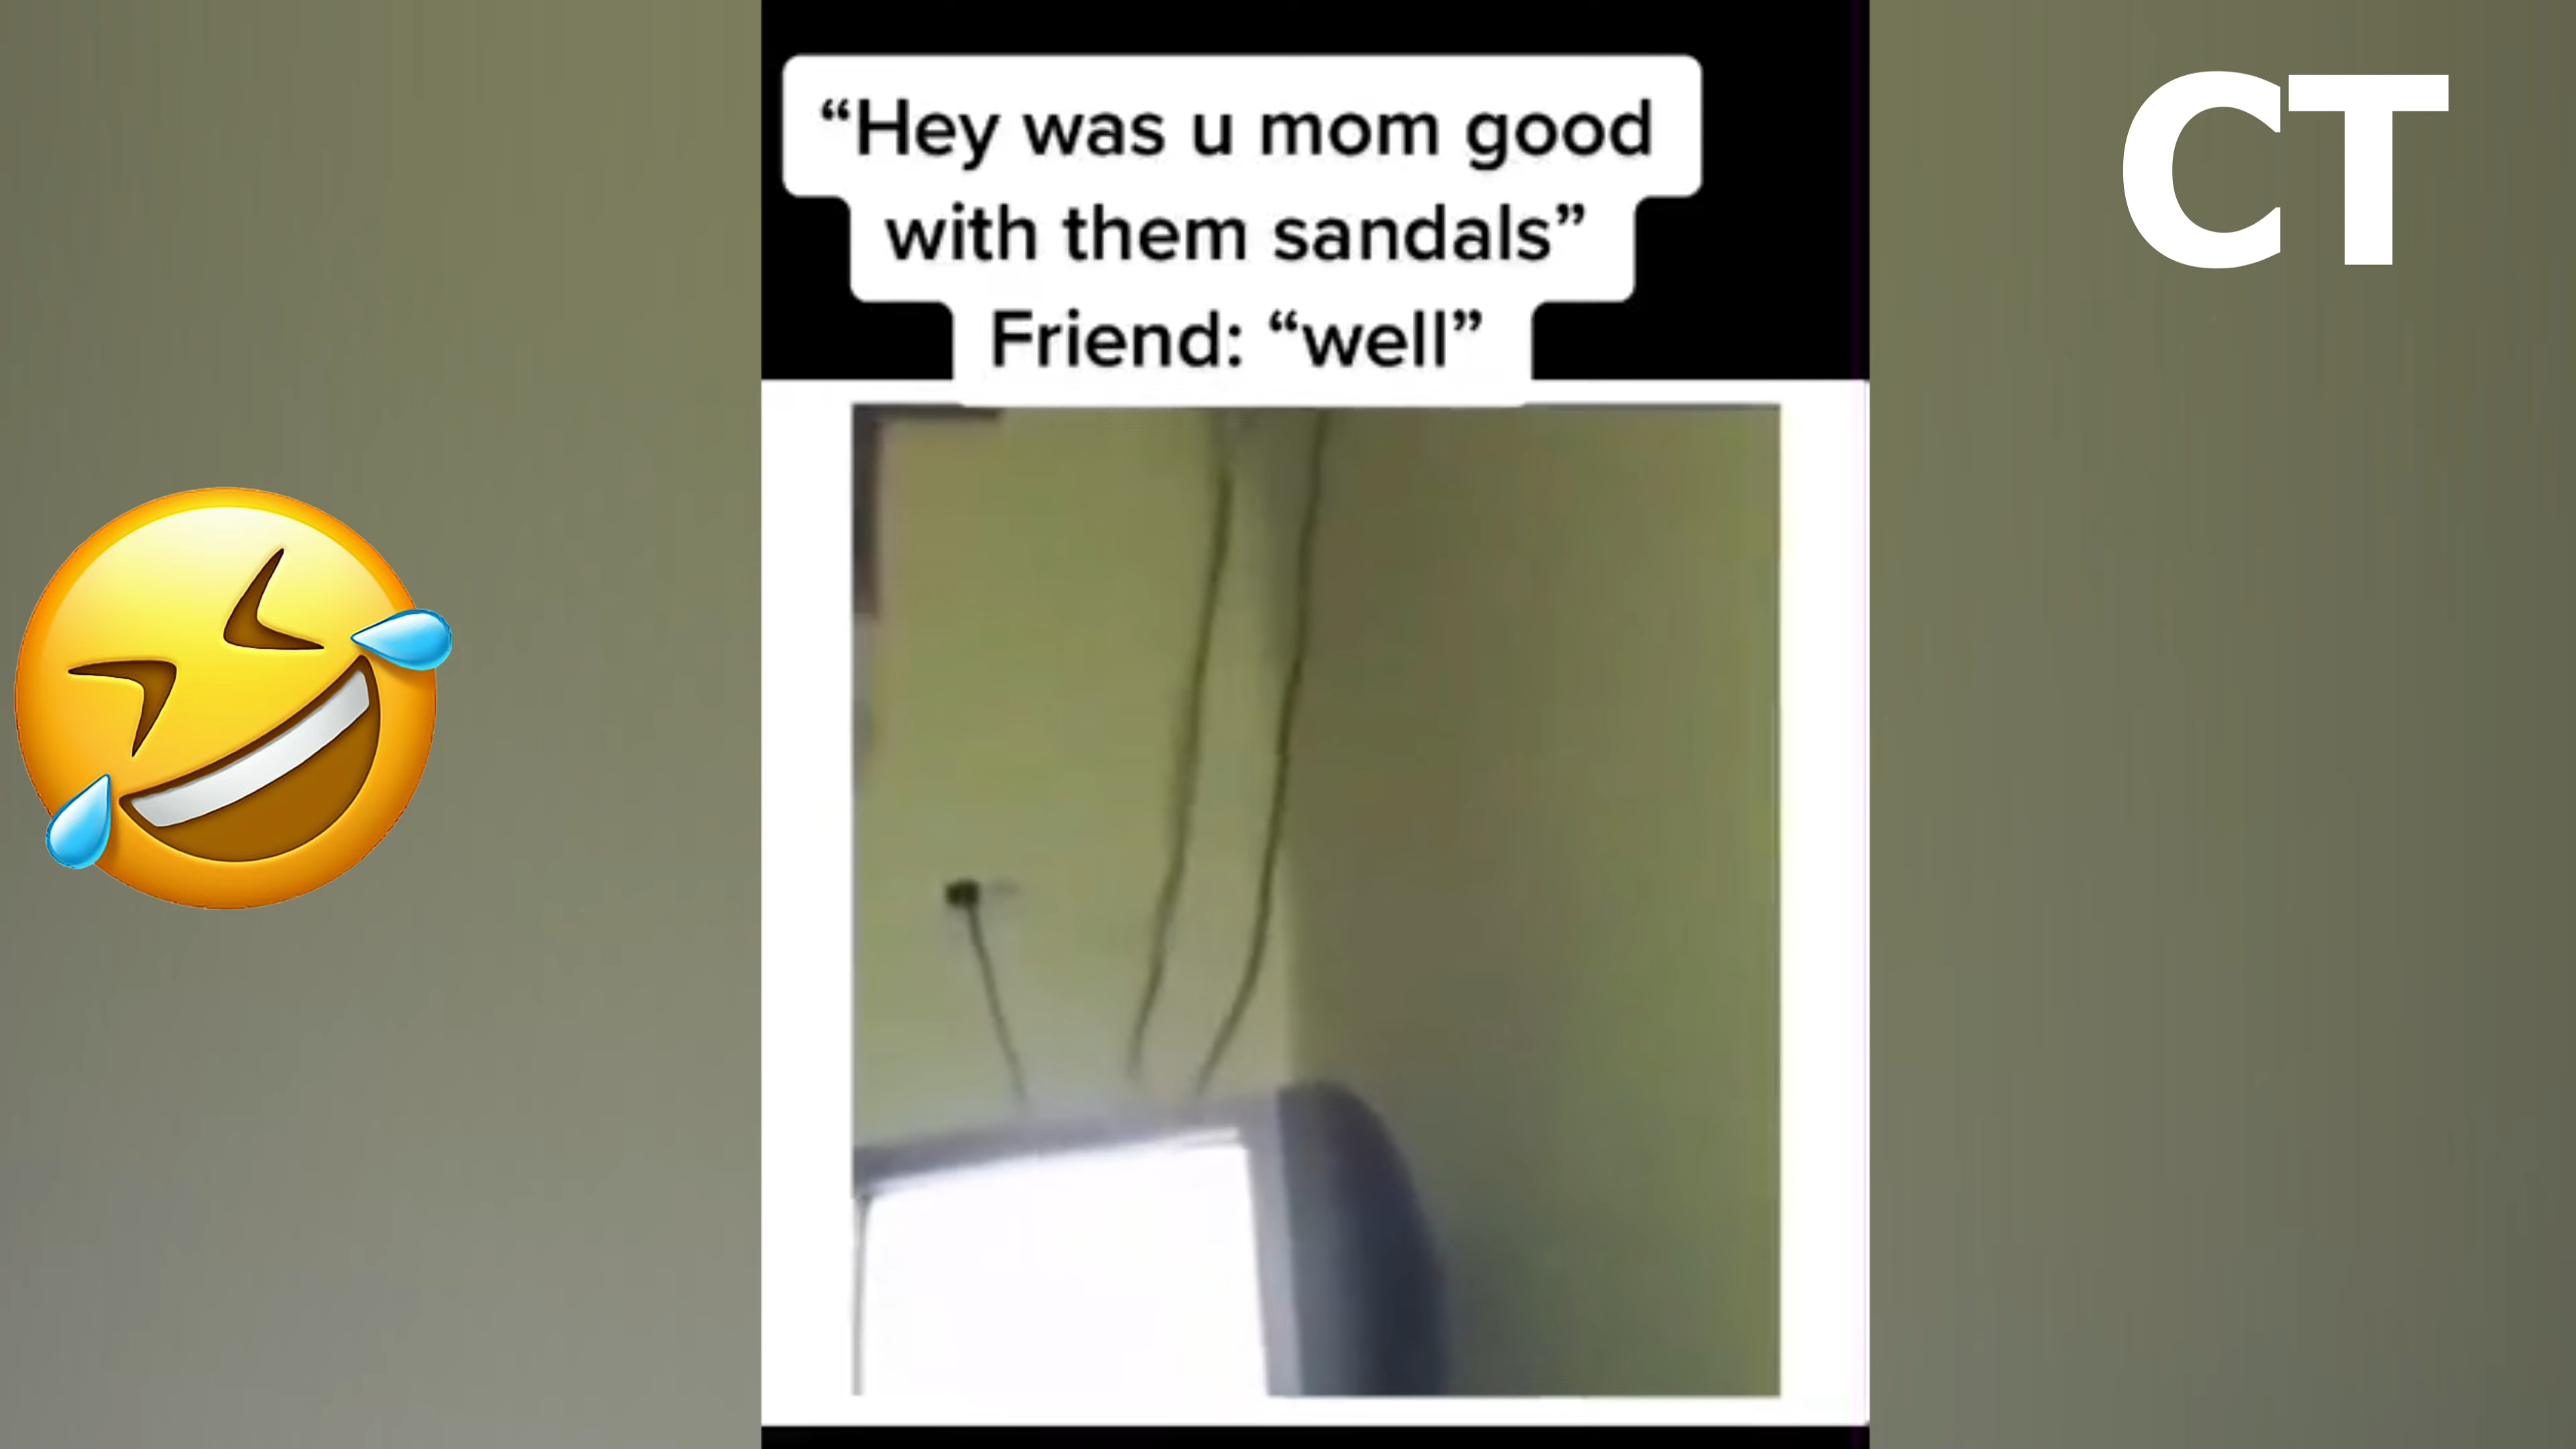 “Hey was u mom good
with them sandals”
Friend: “well”
CT